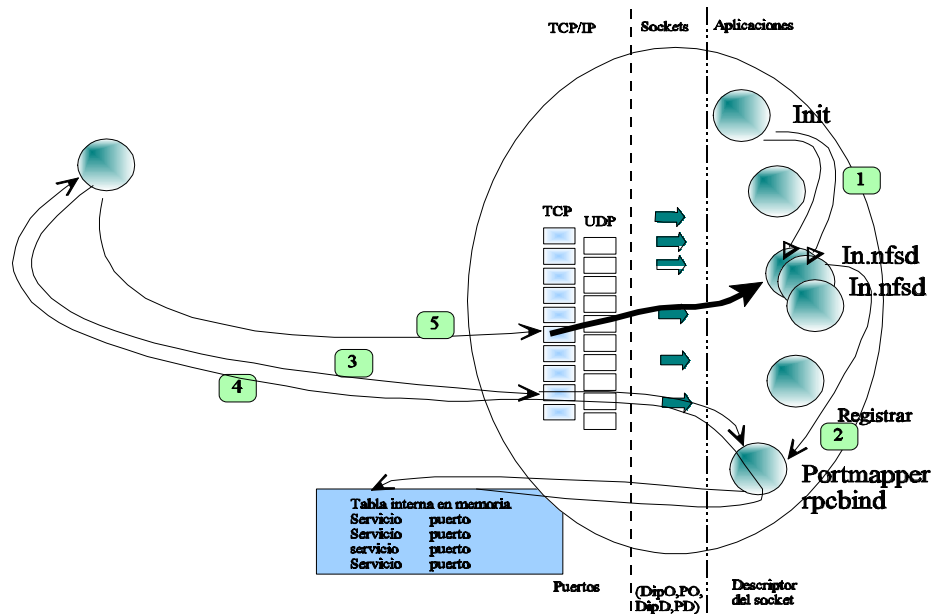 TCP/IP
Sockets
Aplicaciones
Init
1
TCP
UDP
In.nfsd
In.nfsd
5
3
4
Registrar
2
Portmapper
rpcbind
Tabla interna en memoria
Servicio puerto
Servicio puerto
servicio puerto
Servicio puerto
Puertos
(DipO,PO,
DipD,PD)
Descriptor
del socket